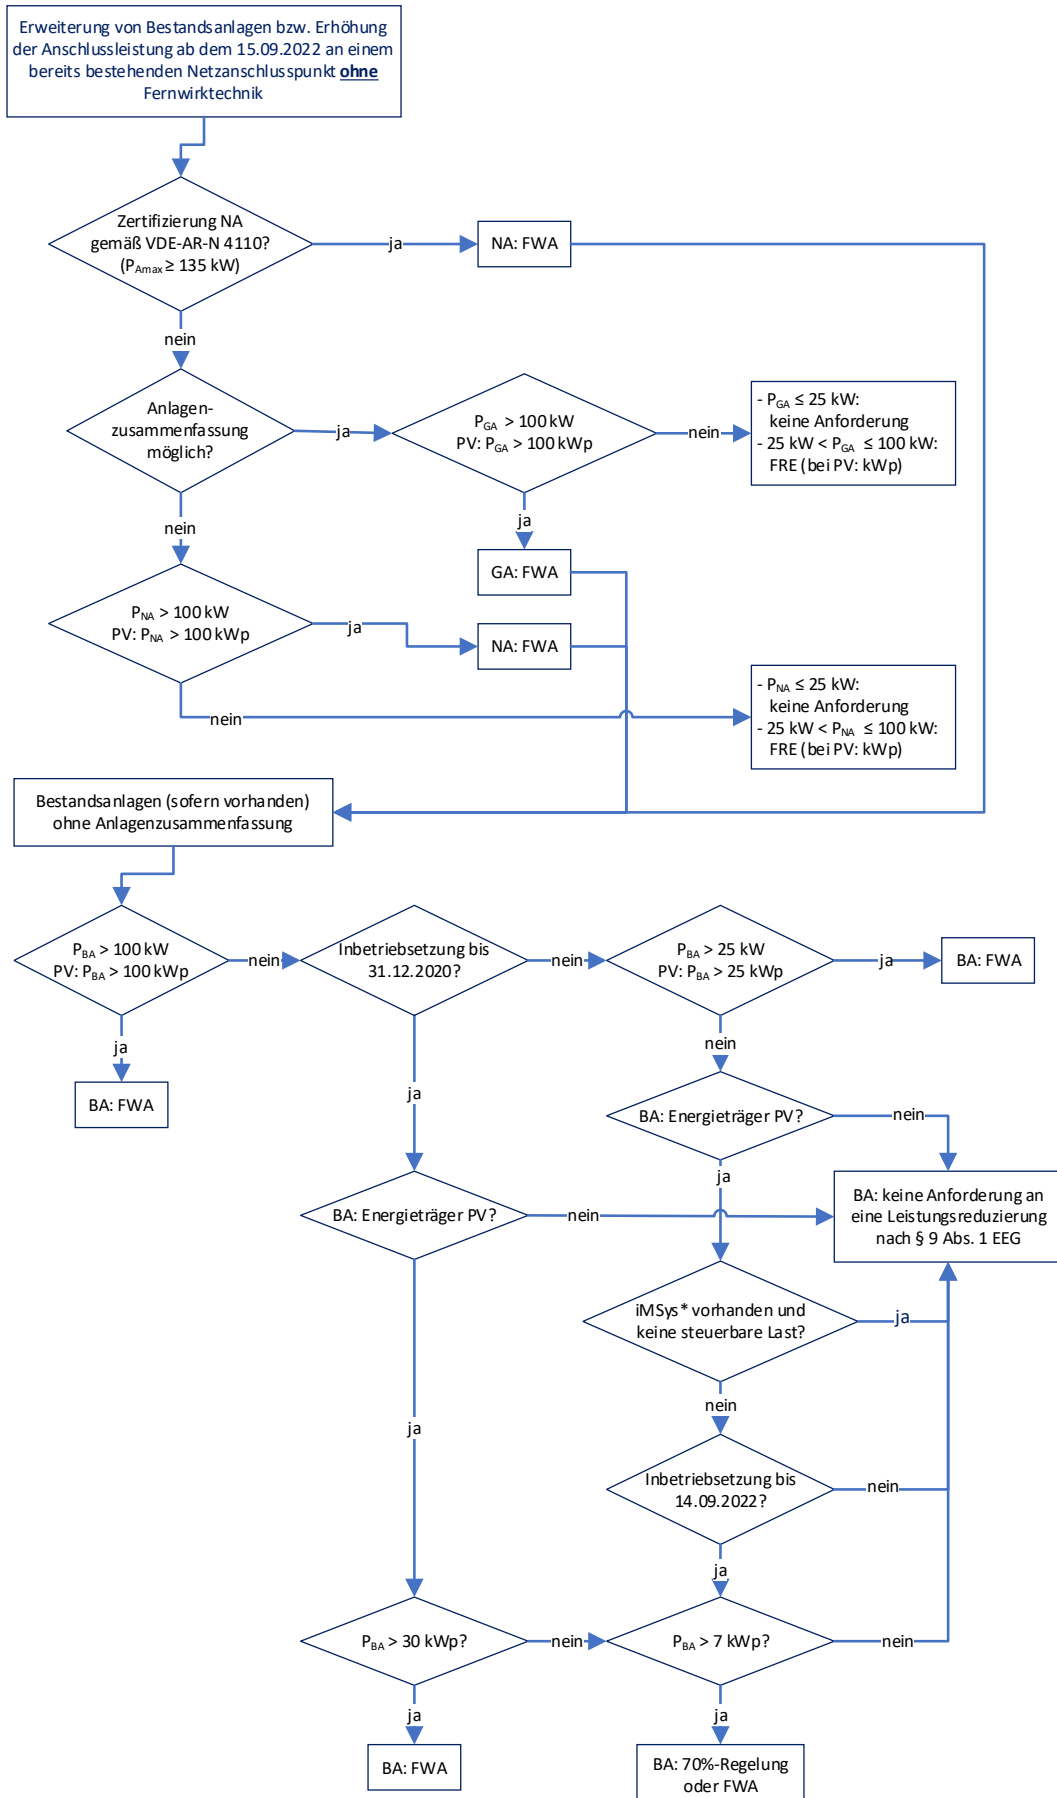 Erweiterung von Bestandsanlagen bzw. Erhöhung
der Anschlussleistung ab dem 15.09.2022 an einem
bereits bestehenden Netzanschlusspunkt ohne
Fernwirktechnik
Zertifizierung NA
gemäß VDE-AR-N 4110?
(PAmax ≥ 135 kW)
ja
NA: FWA
nein
Anlagen-
zusammenfassung
möglich?
ja
PGA > 100 kW
PV: PGA > 100 kWp
nein
- PGA ≤ 25 kW:
keine Anforderung
- 25 kW < PGA ≤ 100 kW:
FRE (bei PV: kWp)
ja
GA: FWA
nein
PNA > 100 kW
PV: PNA > 100 kWp
ja
NA: FWA
nein
- PNA ≤ 25 kW:
keine Anforderung
- 25 kW < PNA ≤ 100 kW:
FRE (bei PV: kWp)
Bestandsanlagen (sofern vorhanden)
ohne Anlagenzusammenfassung
PBA > 100 kW
PV: PBA > 100 kWp
nein
Inbetriebsetzung bis
31.12.2020?
nein
PBA > 25 kW
PV: PBA > 25 kWp
ja
BA: FWA
ja
BA: FWA
ja
nein
BA: Energieträger PV?
nein
ja
BA: Energieträger PV?
nein
BA: keine Anforderung an
eine Leistungsreduzierung
nach § 9 Abs. 1 EEG
iMSys* vorhanden und
keine steuerbare Last?
ja
nein
ja
Inbetriebsetzung bis
14.09.2022?
nein
ja
PBA > 30 kWp?
nein
PBA > 7 kWp?
nein
ja
BA: FWA
ja
BA: 70%-Regelung
oder FWA